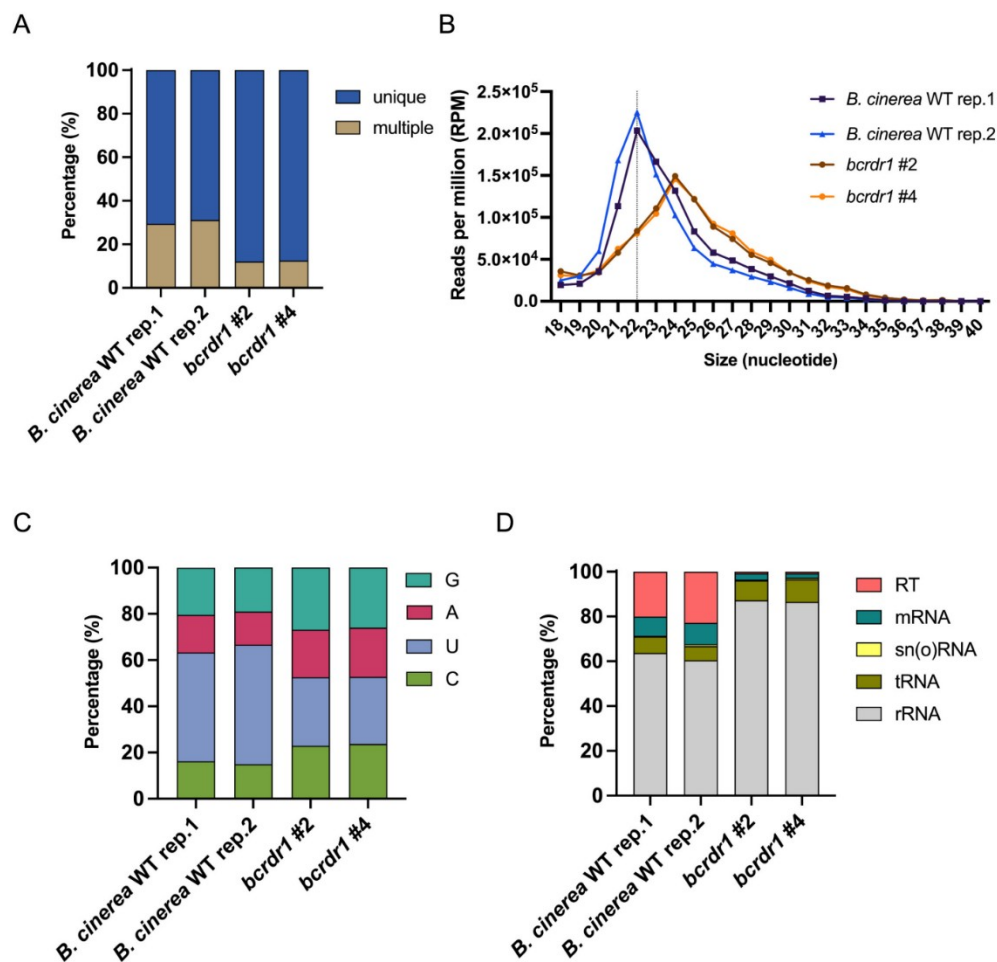 A
Percentage (%)
100
80
60
40
20
0
unique
multiple
B. cinerea WT rep.1
B. cinerea WT rep.2
bcrdr1 #2
bcrdr1 #4
B
Reads per million (RPM)
2.5×10⁵
2.0×10⁵
1.5×10⁵
1.0×10⁵
5.0×10⁴
0.0
18 19 20 21 22 23 24 25 26 27 28 29 30 31 32 33 34 35 36 37 38 39 40
Size (nucleotide)
B. cinerea WT rep.1
B. cinerea WT rep.2
bcrdr1 #2
bcrdr1 #4
C
Percentage (%)
100
80
60
40
20
0
G
A
U
C
B. cinerea WT rep.1
B. cinerea WT rep.2
bcrdr1 #2
bcrdr1 #4
D
Percentage (%)
100
80
60
40
20
0
RT
mRNA
sn(o)RNA
tRNA
rRNA
B. cinerea WT rep.1
B. cinerea WT rep.2
bcrdr1 #2
bcrdr1 #4